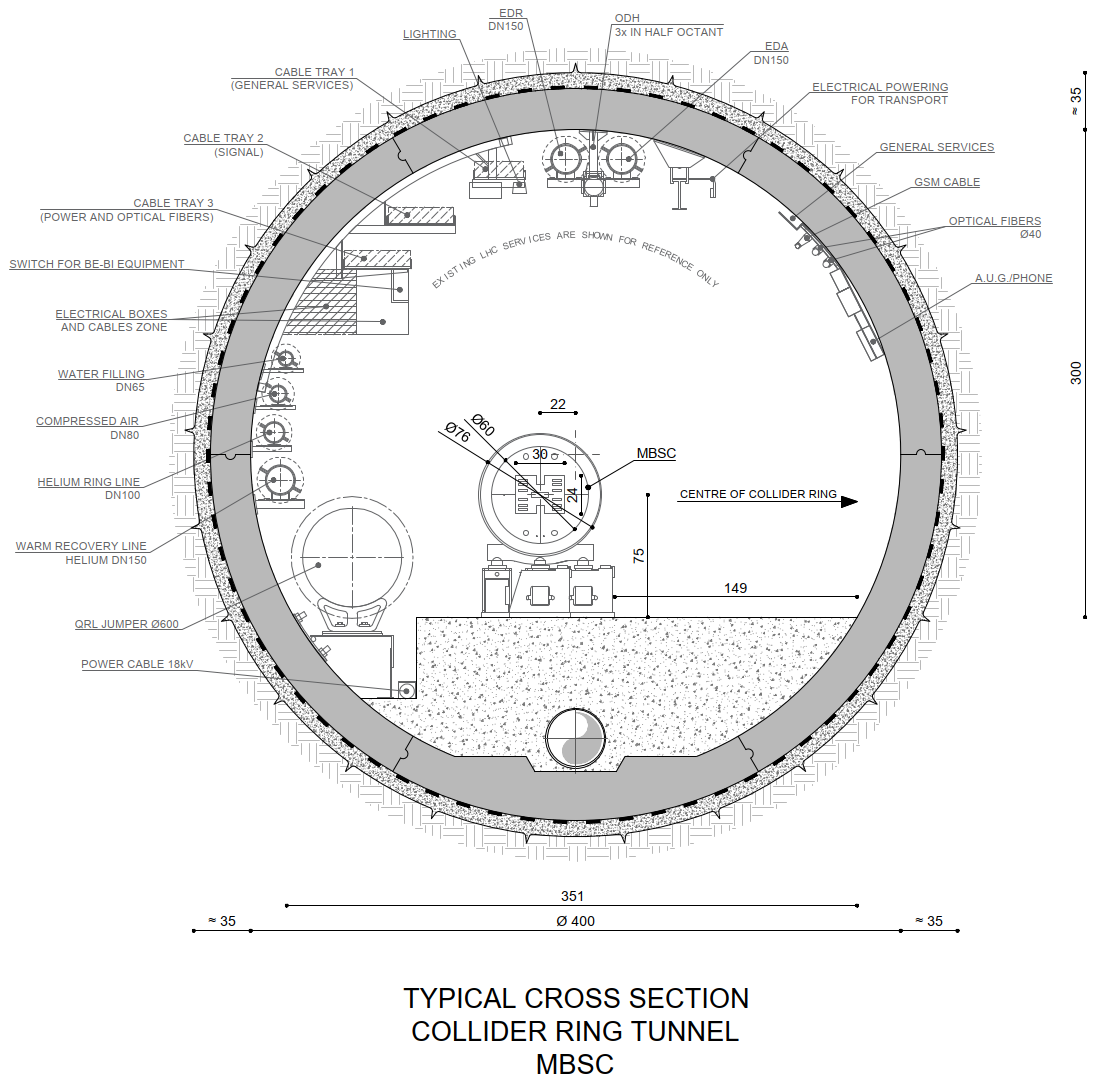 EDR
DN150
ODH
3x IN HALF OCTANT
LIGHTING
EDA
DN150
CABLE TRAY 1
(GENERAL SERVICES)
ELECTRICAL POWERING
FOR TRANSPORT
≈ 35
CABLE TRAY 2
(SIGNAL)
GENERAL SERVICES
GSM CABLE
CABLE TRAY 3
(POWER AND OPTICAL FIBERS)
OPTICAL FIBERS
Ø40
EXISTING LHC SERVICES ARE SHOWN FOR REFERENCE ONLY
SWITCH FOR BE-BI EQUIPMENT
A.U.G./PHONE
ELECTRICAL BOXES
AND CABLES ZONE
300
WATER FILLING
DN65
COMPRESSED AIR
DN80
22
Ø60
Ø76
30
MBSC
24
HELIUM RING LINE
DN100
CENTRE OF COLLIDER RING
WARM RECOVERY LINE
HELIUM DN150
75
149
QRL JUMPER Ø600
POWER CABLE 18kV
351
≈ 35
Ø 400
≈ 35
TYPICAL CROSS SECTION
COLLIDER RING TUNNEL
MBSC